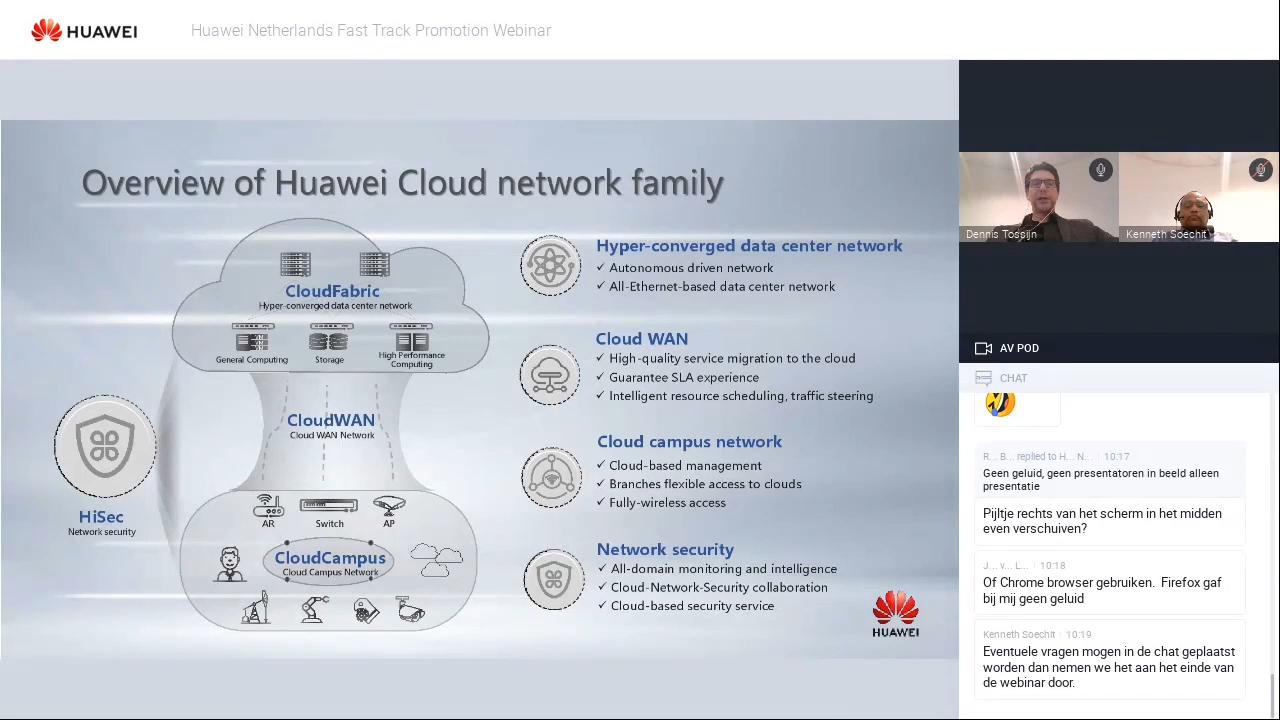 HUAWEI
Huawei Netherlands Fast Track Promotion Webinar
Overview of Huawei Cloud network family
CloudFabric
Hyper-converged data center network
General Computing
Storage
High Performance
Computing
CloudWAN
Cloud WAN Network
HiSec
Network security
AR
Switch
AP
CloudCampus
Cloud Campus Network
Hyper-converged data center network
✓ Autonomous driven network
✓ All-Ethernet-based data center network
Cloud WAN
✓ High-quality service migration to the cloud
✓ Guarantee SLA experience
✓ Intelligent resource scheduling, traffic steering
Cloud campus network
✓ Cloud-based management
✓ Branches flexible access to clouds
✓ Fully-wireless access
Network security
✓ All-domain monitoring and intelligence
✓ Cloud-Network-Security collaboration
✓ Cloud-based security service
HUAWEI
Dennis Tossijn
Kenneth Soechit
AV POD
CHAT
R... B... replied to H... N... 10:17
Geen geluid, geen presentatoren in beeld alleen
presentatie
Pijltje rechts van het scherm in het midden
even verschuiven?
J... v... L... 10:18
Of Chrome browser gebruiken. Firefox gaf
bij mij geen geluid
Kenneth Soechit 10:19
Eventuele vragen mogen in de chat geplaatst
worden dan nemen we het aan het einde van
de webinar door.